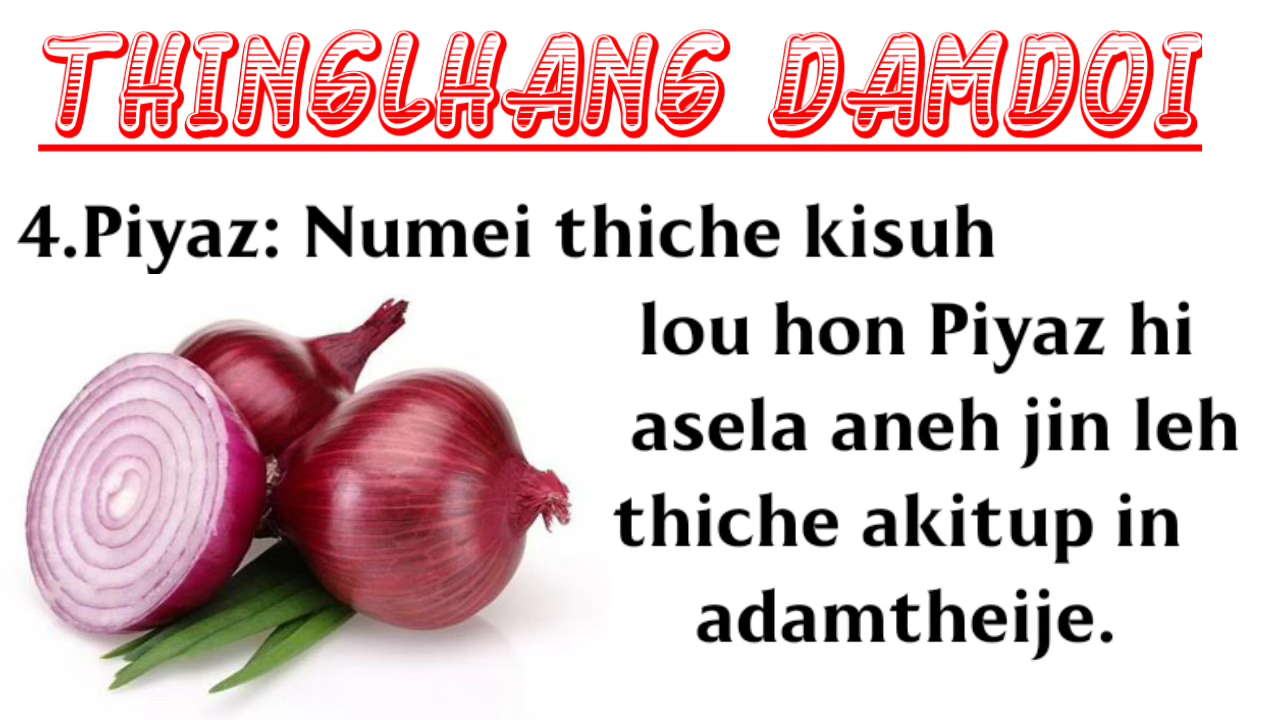 THINGLHANG DAMDOI
4.Piyaz: Numei thiche kisuh
lou hon Piyaz hi
asela aneh jin leh
thiche akitup in
adamtheije.